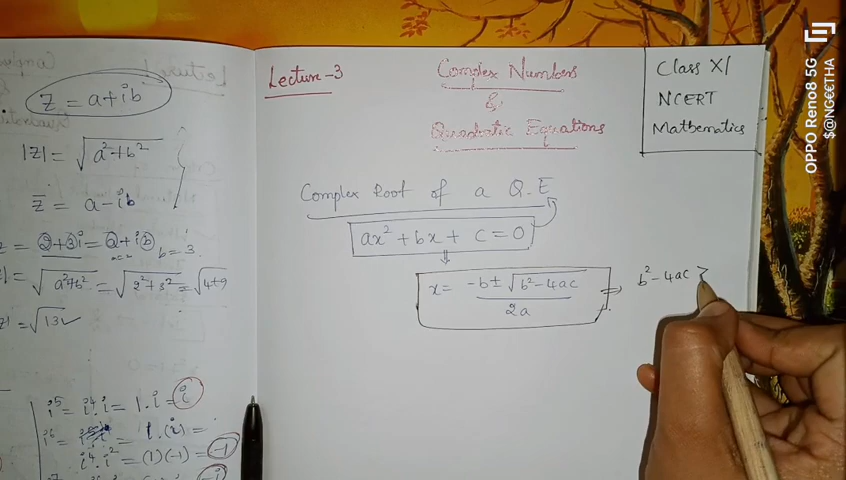 z = a+ib
|z| = √a²+b²
z̄ = a-ib
z = 2+3i = a+ib b=3.
|z| = √a²+b² = √2²+3² = √4+9
|z| = √13
i⁵ = i⁴.i = 1.i = i
i⁶ = = 1.(i) =
i⁴.i² = (1)(-1) = -1
-i
Lecture-3
Complex Numbers
&
Quadratic Equations
Class XI
NCERT
Mathematics
Complex Root of a Q.E
ax² + bx + c = 0
x = -b ± √b²-4ac / 2a
b²-4ac >
OPPO Reno8 5G
$@NGEETHA